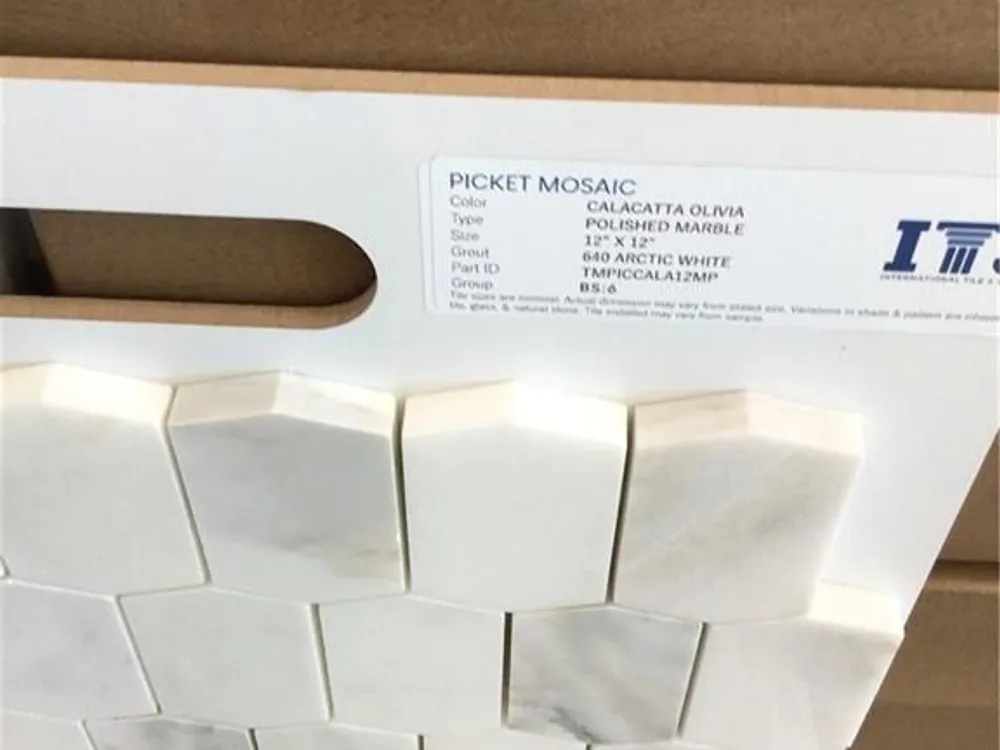 PICKET MOSAIC
Color CALACATTA OLIVIA
Type POLISHED MARBLE
Size 12" X 12"
Grout 640 ARCTIC WHITE
Part ID TMPICCALA12MP
Group BS:6
Tile sizes are nominal. Actual dimension may vary from stated size. Variations in shade & pattern are
tile, glass, & natural stone. Tile installed may vary from sample.
IT
INTERNATIONAL TILE &